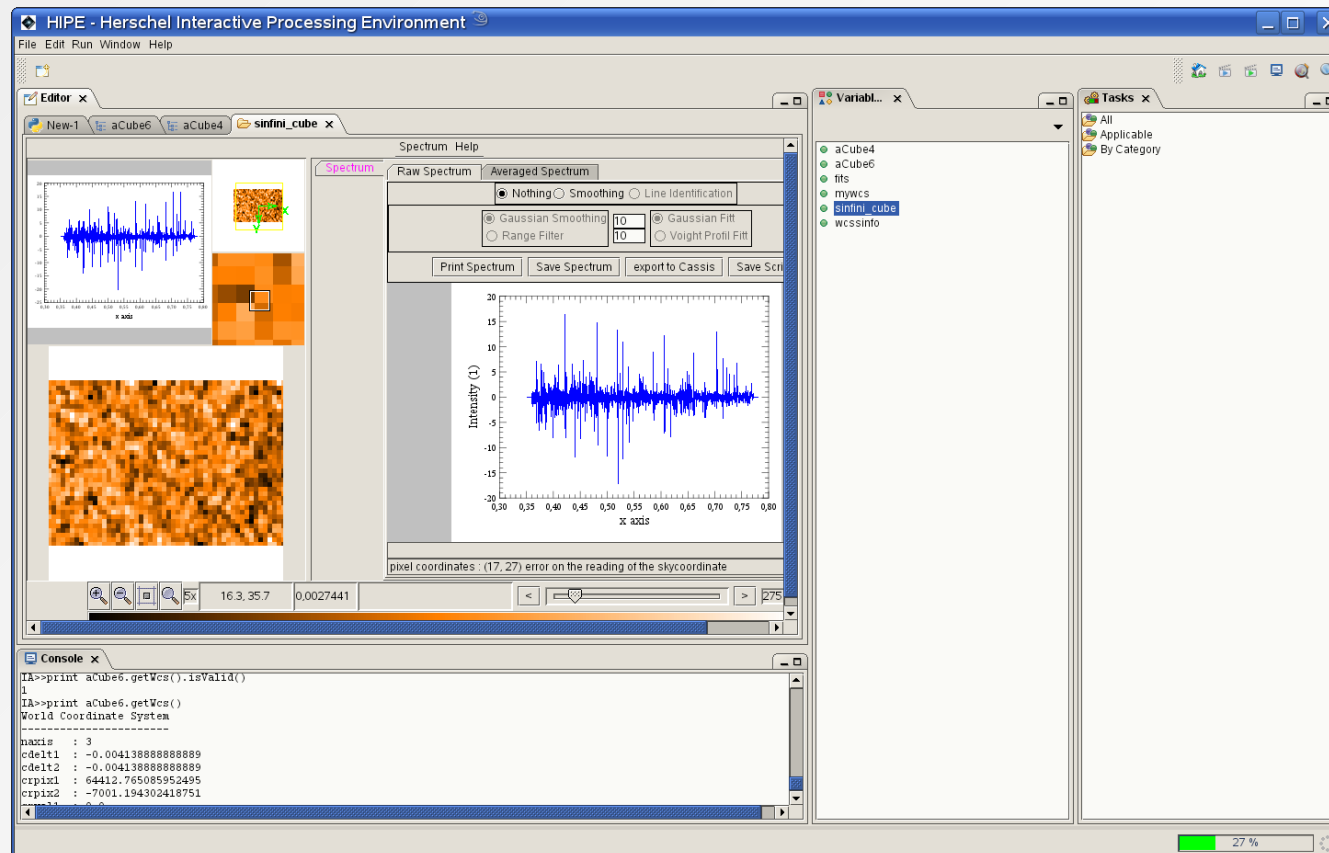 HIPE - Herschel Interactive Processing Environment
File Edit Run Window Help
Editor
New-1 aCube6 aCube4 sinfini_cube
Spectrum Help
Spectrum
Raw Spectrum Averaged Spectrum
Nothing Smoothing Line Identification
Gaussian Smoothing 10 Gaussian Fitt
Range Filter 10 Voight Profil Fitt
Print Spectrum Save Spectrum export to Cassis Save Scri
x axis
20
15
10
5
0
-5
-10
-15
-20
Intensity (1)
0,30 0,35 0,40 0,45 0,50 0,55 0,60 0,65 0,70 0,75 0,80
x axis
pixel coordinates : (17, 27) error on the reading of the skycoordinate
5x 16.3, 35.7 0,0027441 < > 275
Console
IA>>print aCube6.getWcs().isValid()
1
IA>>print aCube6.getWcs()
World Coordinate System
-----------------------
naxis : 3
cdelt1 : -0.004138888888889
cdelt2 : -0.004138888888889
crpix1 : 64412.765085952495
crpix2 : -7001.194302418751
Variabl...
aCube4
aCube6
fits
mywcs
sinfini_cube
wcssinfo
Tasks
All
Applicable
By Category
27 %